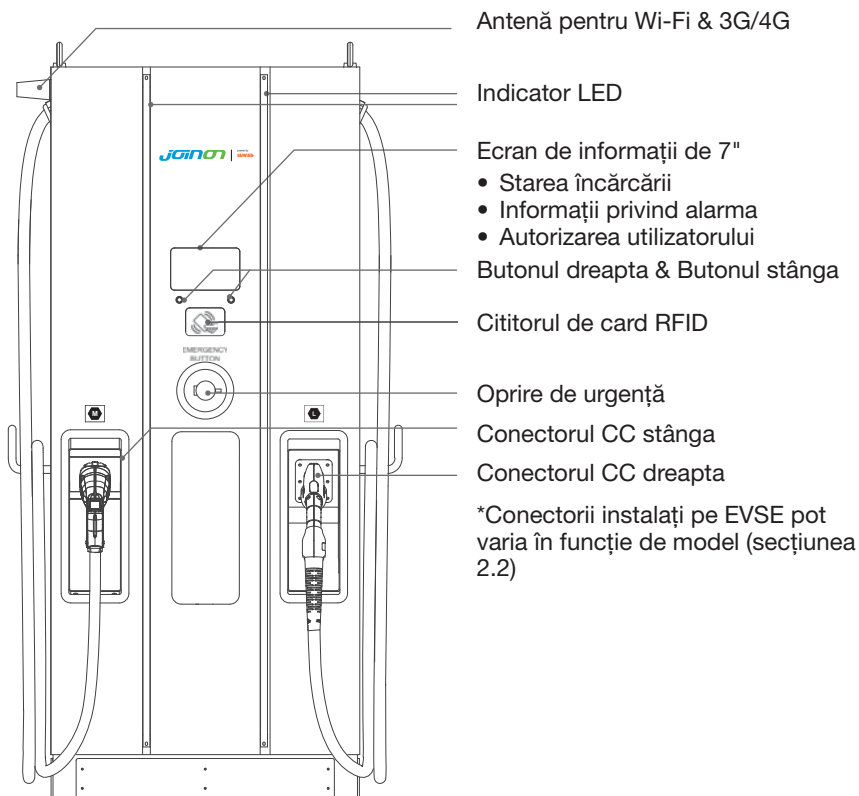 Antenă pentru Wi-Fi & 3G/4G
Indicator LED
JOINON
Ecran de informații de 7"
• Starea încărcării
• Informații privind alarma
• Autorizarea utilizatorului
Butonul dreapta & Butonul stânga
Cititorul de card RFID
EMERGENCY
BUTTON
Oprire de urgență
M
L
Conectorul CC stânga
Conectorul CC dreapta
*Conectorii instalați pe EVSE pot
varia în funcție de model (secțiunea
2.2)